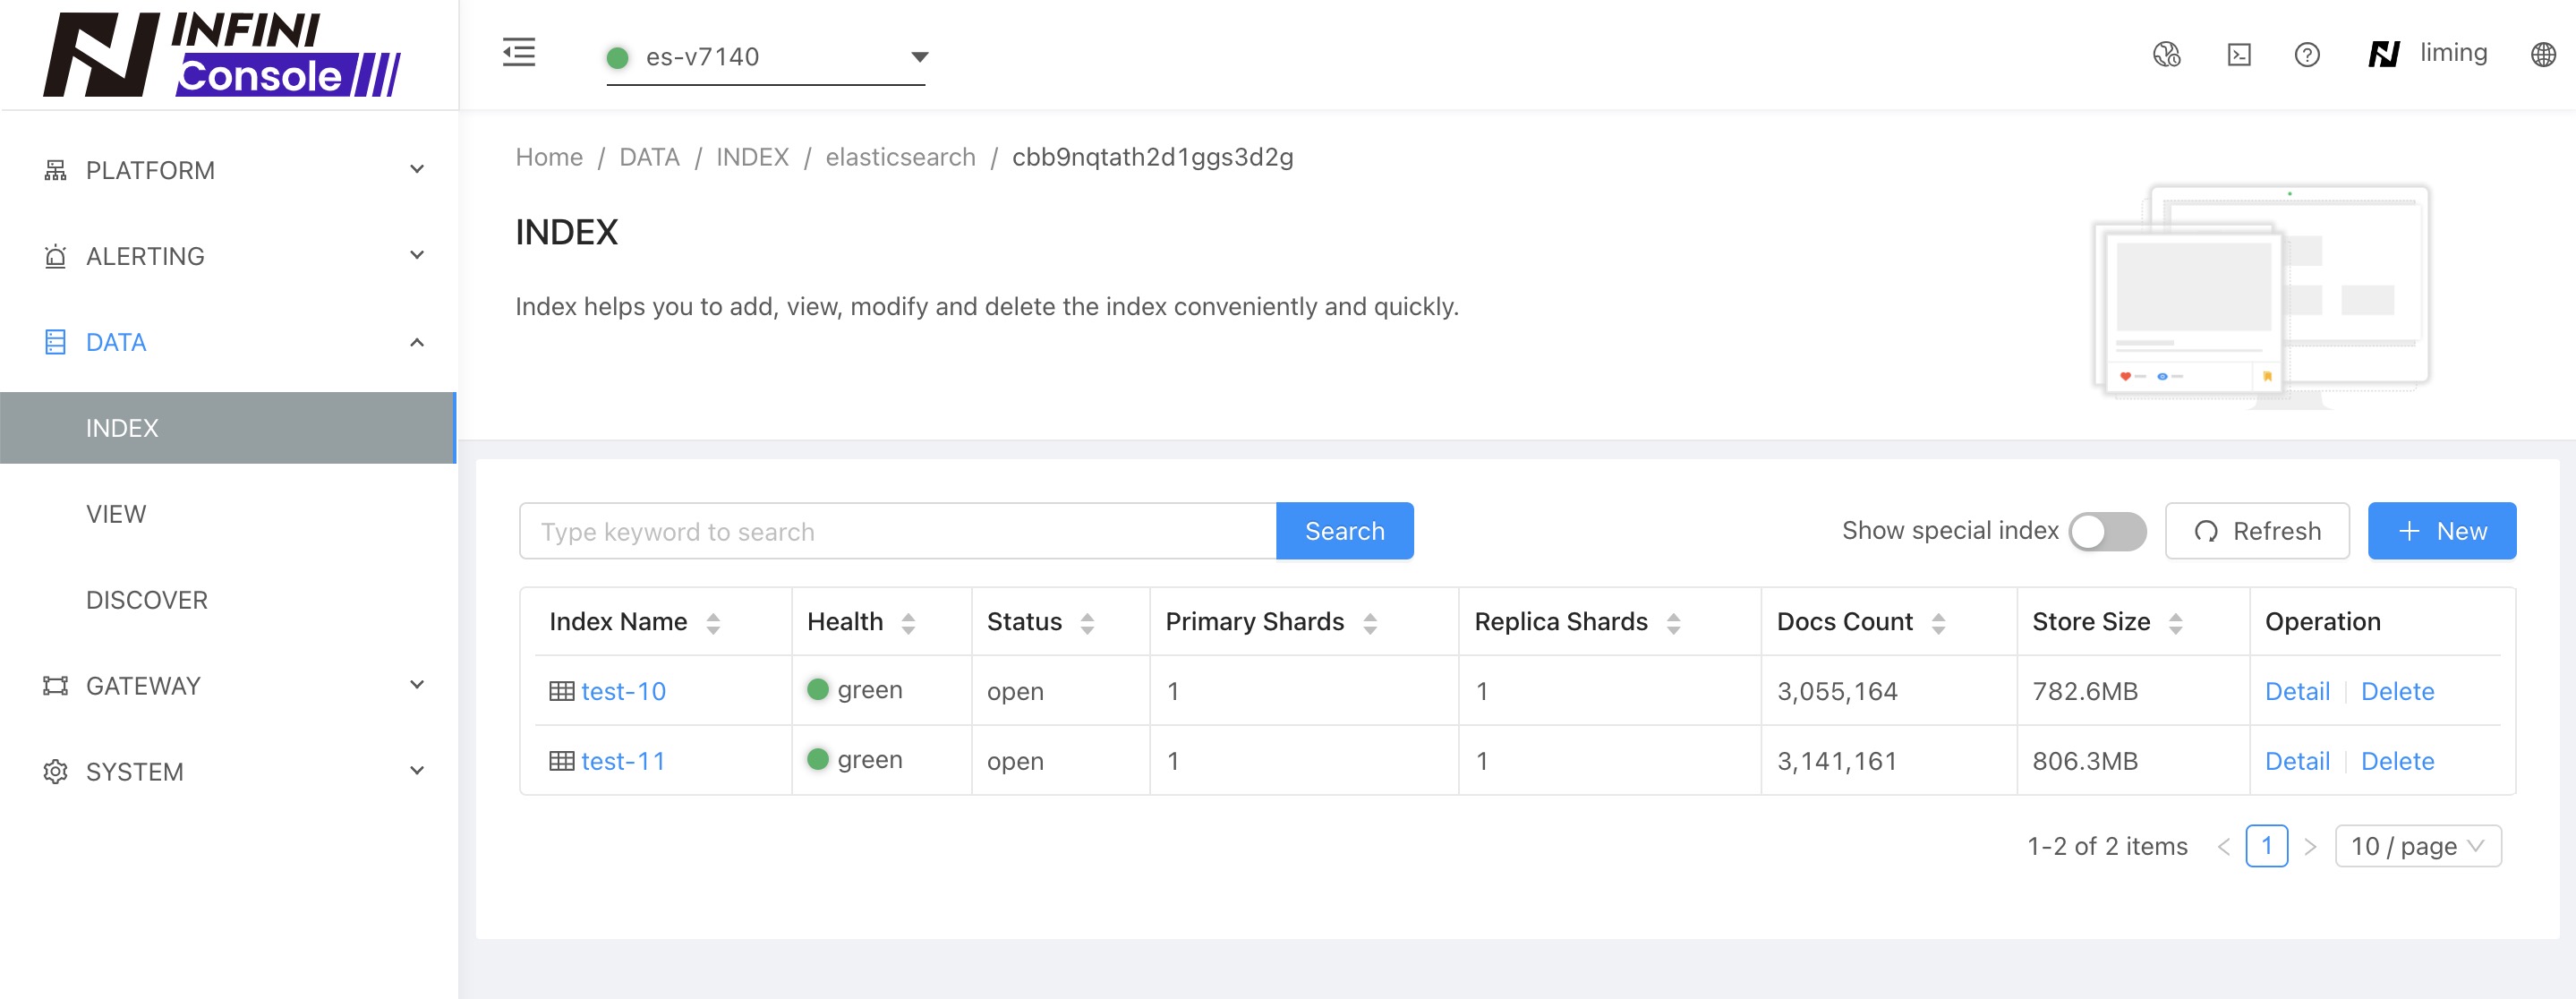 INFINI
Console
es-v7140
liming
PLATFORM
ALERTING
DATA
INDEX
VIEW
DISCOVER
GATEWAY
SYSTEM
Home / DATA / INDEX / elasticsearch / cbb9nqtath2d1ggs3d2g
INDEX
Index helps you to add, view, modify and delete the index conveniently and quickly.
Type keyword to search Search Show special index Refresh + New
Index Name Health Status Primary Shards Replica Shards Docs Count Store Size Operation
test-10 green open 1 1 3,055,164 782.6MB Detail Delete
test-11 green open 1 1 3,141,161 806.3MB Detail Delete
1-2 of 2 items < 1 > 10 / page